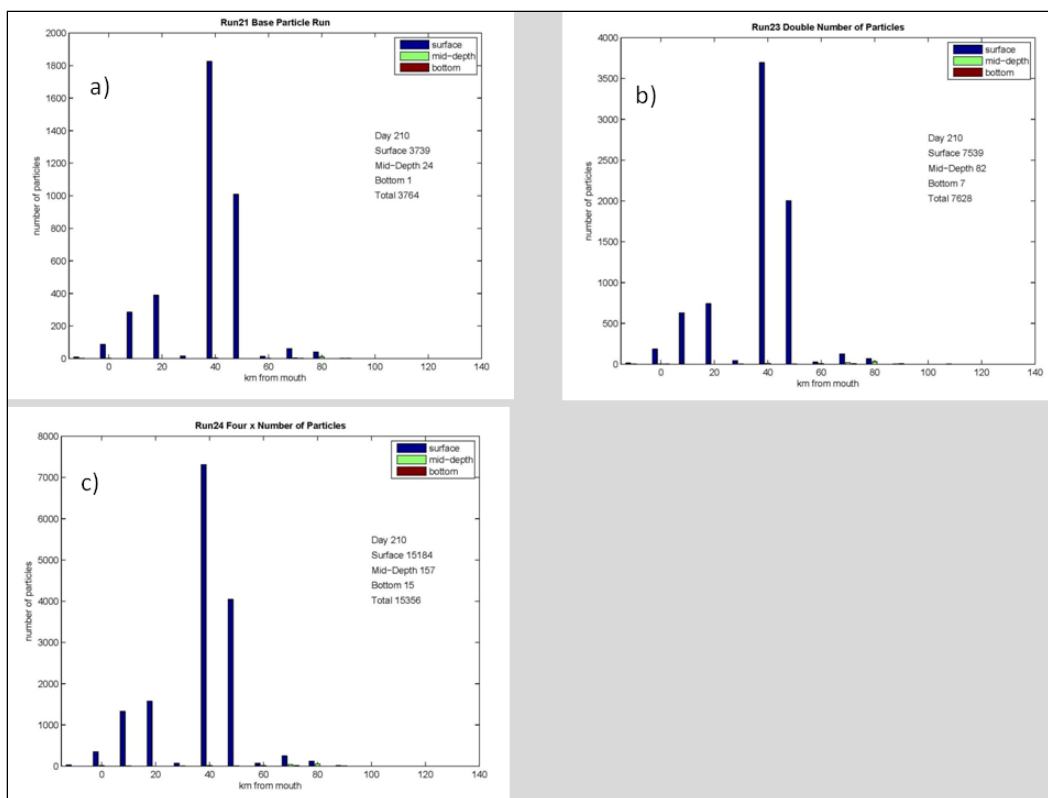 Run21 Base Particle Run
a)
surface
mid-depth
bottom
Day 210
Surface 3739
Mid-Depth 24
Bottom 1
Total 3764
number of particles
2000
1800
1600
1400
1200
1000
800
600
400
200
0
0 20 40 60 80 100 120 140
km from mouth
Run23 Double Number of Particles
b)
surface
mid-depth
bottom
Day 210
Surface 7539
Mid-Depth 82
Bottom 7
Total 7628
number of particles
4000
3500
3000
2500
2000
1500
1000
500
0
0 20 40 60 80 100 120 140
km from mouth
Run24 Four x Number of Particles
c)
surface
mid-depth
bottom
Day 210
Surface 15184
Mid-Depth 157
Bottom 15
Total 15356
number of particles
8000
7000
6000
5000
4000
3000
2000
1000
0
0 20 40 60 80 100 120 140
km from mouth